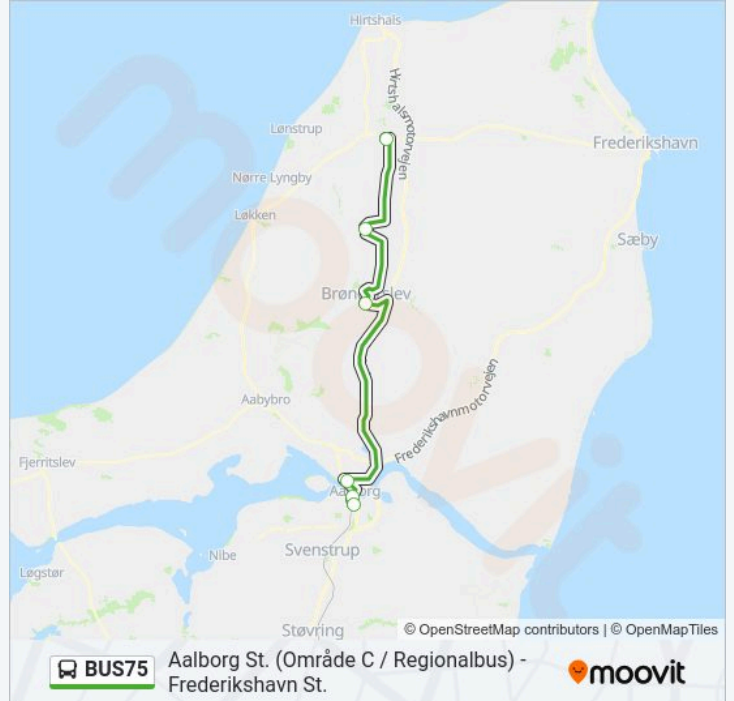 Hirtshals
Hirtshalsmotorvejen
Lønstrup
Frederikshavn
Nørre Lyngby
Løkken
Sæby
Brønderslev
Aabybro
Frederikshavnmotorvejen
Fjerritslev
Aalborg
Nibe
Svenstrup
Løgstør
Støvring
© OpenStreetMap contributors | © OpenMapTiles
BUS75
Aalborg St. (Område C / Regionalbus) -
Frederikshavn St.
moovit